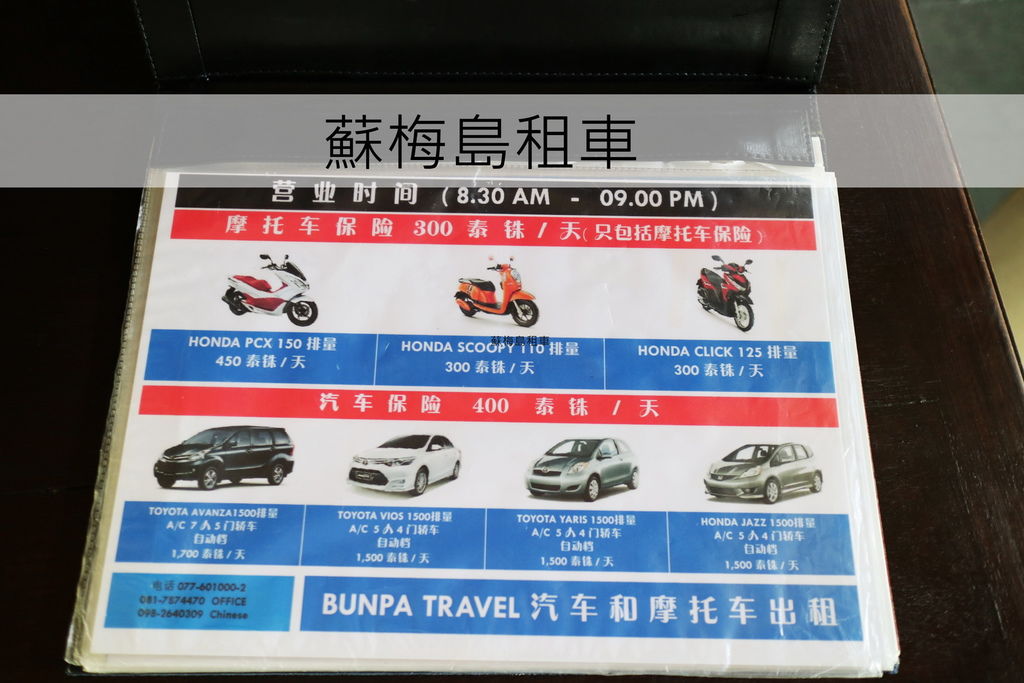 蘇梅島租車
营业时间 ( 8.30 AM - 09.00 PM )
摩托车保险 300 泰铢 / 天( 只包括摩托车保险 )
蘇梅島租車
HONDA PCX 150 排量
450 泰铢 / 天
HONDA SCOOPY 110 排量
300 泰铢 / 天
HONDA CLICK 125 排量
300 泰铢 / 天
汽车保险 400 泰铢 / 天
TOYOTA AVANZA1500排量
A/C 7人 5 门轿车
自动档
1,700 泰铢 / 天
TOYOTA VIOS 1500排量
A/C 5人 4 门轿车
自动档
1,500 泰铢 / 天
TOYOTA YARIS 1500排量
A/C 5人 4 门轿车
自动档
1,500 泰铢 / 天
HONDA JAZZ 1500排量
A/C 5人 4 门轿车
自动档
1,500 泰铢 / 天
电话 077-601000-2
081-7874470 OFFICE
098-2640309 Chinese
BUNPA TRAVEL 汽车和摩托车出租